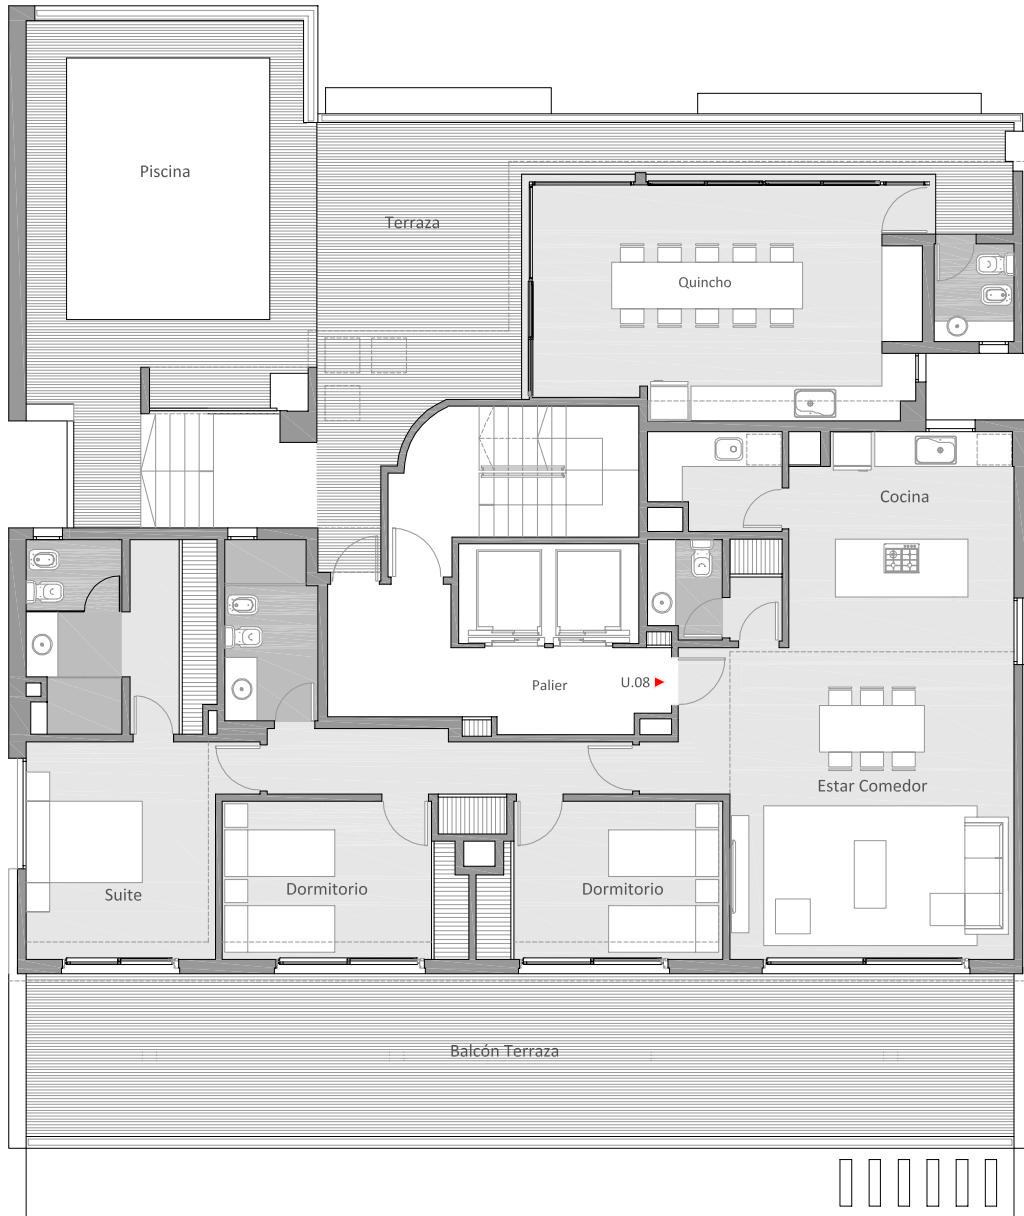 Piscina
Terraza
Quincho
Cocina
Palier
U.08
Estar Comedor
Suite
Dormitorio
Dormitorio
Balcón Terraza